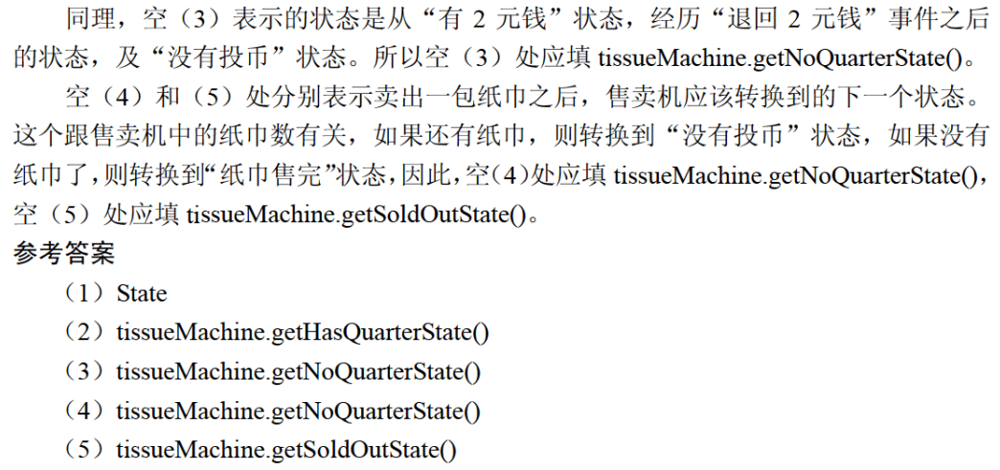 同理，空（3）表示的状态是从“有 2 元钱”状态，经历“退回 2 元钱”事件之后
的状态，及“没有投币”状态。所以空（3）处应填 tissueMachine.getNoQuarterState()。
空（4）和（5）处分别表示卖出一包纸巾之后，售卖机应该转换到的下一个状态。
这个跟售卖机中的纸巾数有关，如果还有纸巾，则转换到“没有投币”状态，如果没有
纸巾了，则转换到“纸巾售完”状态，因此，空（4）处应填 tissueMachine.getNoQuarterState()，
空（5）处应填 tissueMachine.getSoldOutState()。
参考答案
（1）State
（2）tissueMachine.getHasQuarterState()
（3）tissueMachine.getNoQuarterState()
（4）tissueMachine.getNoQuarterState()
（5）tissueMachine.getSoldOutState()